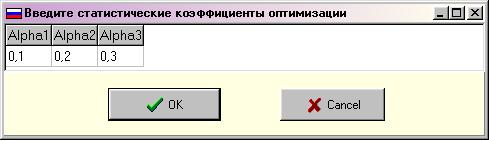 Введите статистические коэффициенты оптимизации
Alpha1 Alpha2 Alpha3
0,1 0,2 0,3
OK Cancel